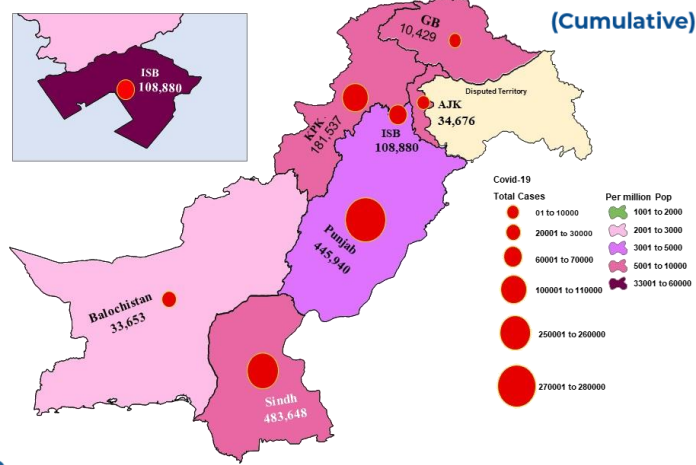 (Cumulative)
GB
10,429
ISB
108,880
Disputed Territory
AJK
34,676
KPK
181,537
ISB
108,880
Punjab
445,940
Balochistan
33,653
Sindh
483,648
Covid-19
Total Cases
01 to 10000
20001 to 30000
60001 to 70000
100001 to 110000
250001 to 260000
270001 to 280000
Per million Pop
1001 to 2000
2001 to 3000
3001 to 5000
5001 to 10000
33001 to 60000